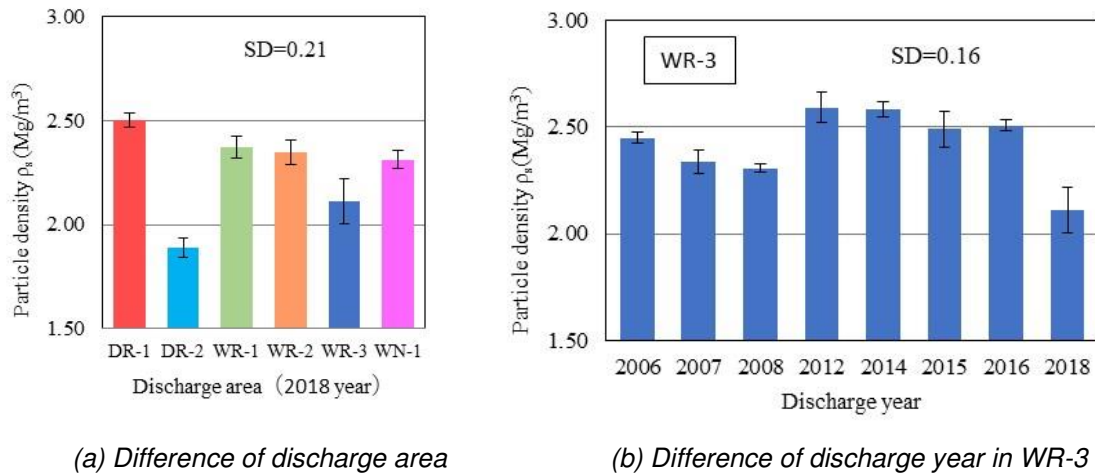 3.00
2.50
2.00
1.50
Particle density ρs (Mg/m³)
SD=0.21
DR-1 DR-2 WR-1 WR-2 WR-3 WN-1
Discharge area（2018 year）
(a) Difference of discharge area
3.00
2.50
2.00
1.50
Particle density ρs(Mg/m³)
WR-3
SD=0.16
2006 2007 2008 2012 2014 2015 2016 2018
Discharge year
(b) Difference of discharge year in WR-3